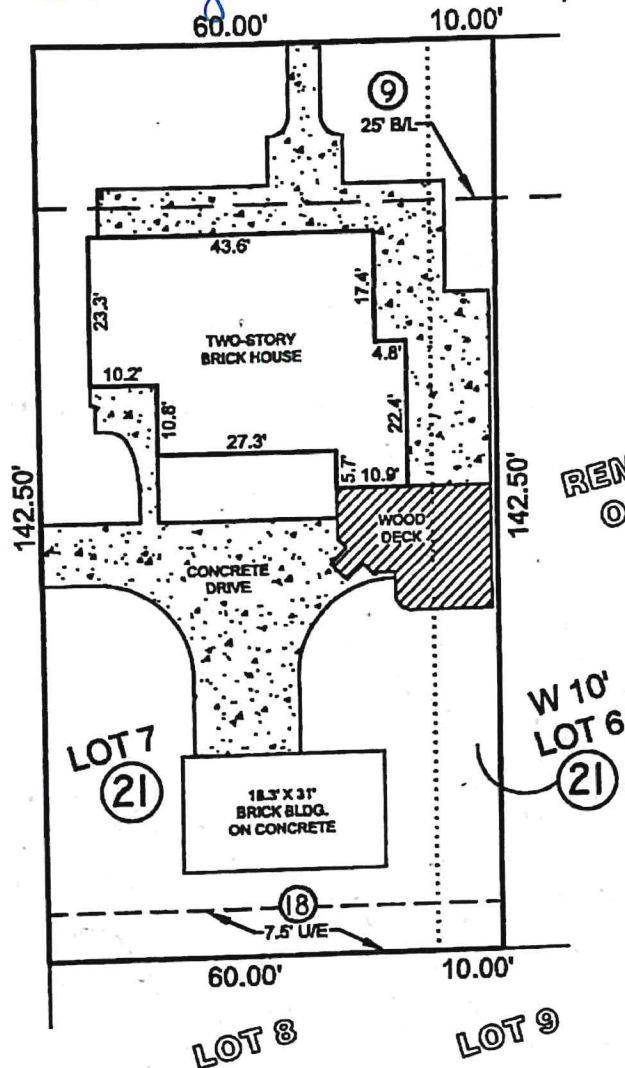 60.00'
10.00'
9
25' B/L
43.6'
23.3'
17.4'
TWO-STORY
BRICK HOUSE
4.8'
10.2'
10.8'
22.4'
27.3'
5.7'
10.9'
142.50'
142.50'
WOOD
DECK
CONCRETE
DRIVE
W 10'
LOT 6
21
LOT 7
21
18.3' X 31'
BRICK BLDG.
ON CONCRETE
18
7.5' U/E
60.00'
10.00'
LOT 8
LOT 9